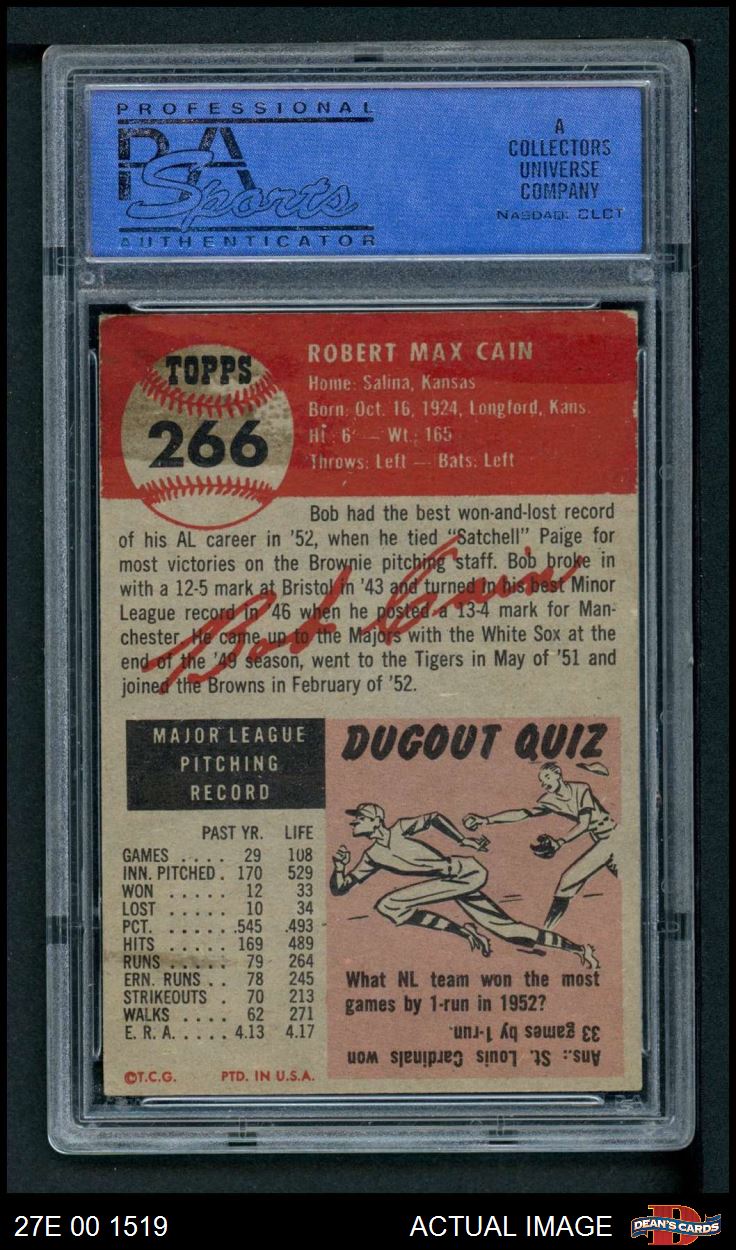 PROFESSIONAL
PSA
Sports
AUTHENTICATOR
A
COLLECTORS
UNIVERSE
COMPANY
NASDAQ: CLCT
TOPPS
266
ROBERT MAX CAIN
Home: Salina, Kansas
Born: Oct. 16, 1924, Longford, Kans.
Ht.: 6' — Wt.: 165
Throws: Left — Bats: Left
Bob had the best won-and-lost record
of his AL career in '52, when he tied "Satchell" Paige for
most victories on the Brownie pitching staff. Bob broke in
with a 12-5 mark at Bristol in '43 and turned in his best Minor
League record in '46 when he posted a 13-4 mark for Man-
chester. He came up to the Majors with the White Sox at the
end of the '49 season, went to the Tigers in May of '51 and
joined the Browns in February of '52.
Bob Cain
MAJOR LEAGUE
PITCHING
RECORD
PAST YR. LIFE
GAMES .... 29 108
INN. PITCHED . 170 529
WON ..... 12 33
LOST ..... 10 34
PCT. ...... .545 .493
HITS ..... 169 489
RUNS ..... 79 264
ERN. RUNS .. 78 245
STRIKEOUTS . 70 213
WALKS .... 62 271
E. R. A. .... 4.13 4.17
©T.C.G. PTD. IN U.S.A.
DUGOUT QUIZ
What NL team won the most
games by 1-run in 1952?
Ans.: St. Louis Cardinals won
33 games by 1-run.
27E 00 1519
ACTUAL IMAGE
D
DEAN'S CARDS